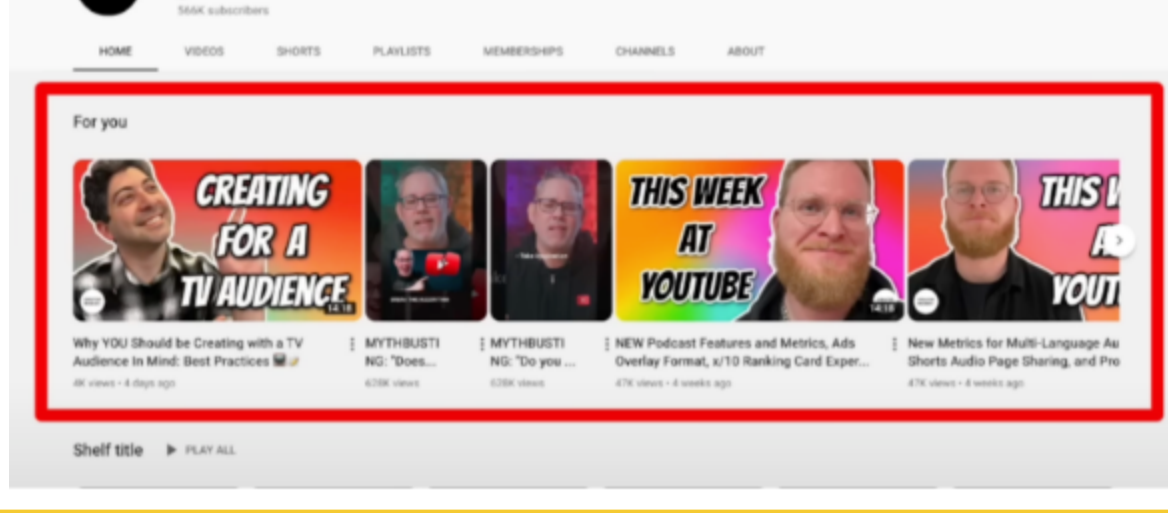 566K subscribers
HOME VIDEOS SHORTS PLAYLISTS MEMBERSHIPS CHANNELS ABOUT
For you
CREATING
FOR A
TV AUDIENCE
14:18
THIS WEEK
AT
YOUTUBE
14:18
THIS W
A
YOUT
Why YOU Should be Creating with a TV
Audience In Mind: Best Practices
4K views • 4 days ago
MYTHBUSTI
NG: "Does...
628K views
MYTHBUSTI
NG: "Do you ...
628K views
NEW Podcast Features and Metrics, Ads
Overlay Format, x/10 Ranking Card Exper...
47K views • 4 weeks ago
New Metrics for Multi-Language Au
Shorts Audio Page Sharing, and Pro
47K views • 4 weeks ago
Shelf title PLAY ALL